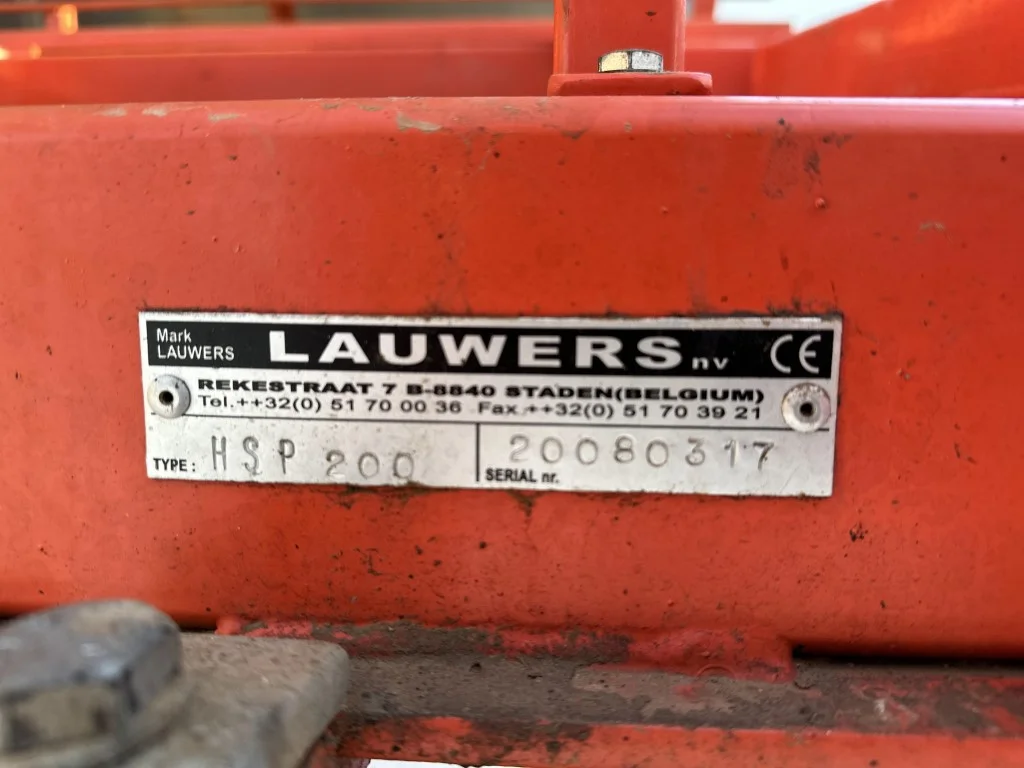 Mark
LAUWERS
LAUWERS nv CE
REKESTRAAT 7 B-8840 STADEN(BELGIUM)
Tel.++32(0) 51 70 00 36 Fax.++32(0) 51 70 39 21
TYPE: HSP 200
SERIAL nr. 20080317